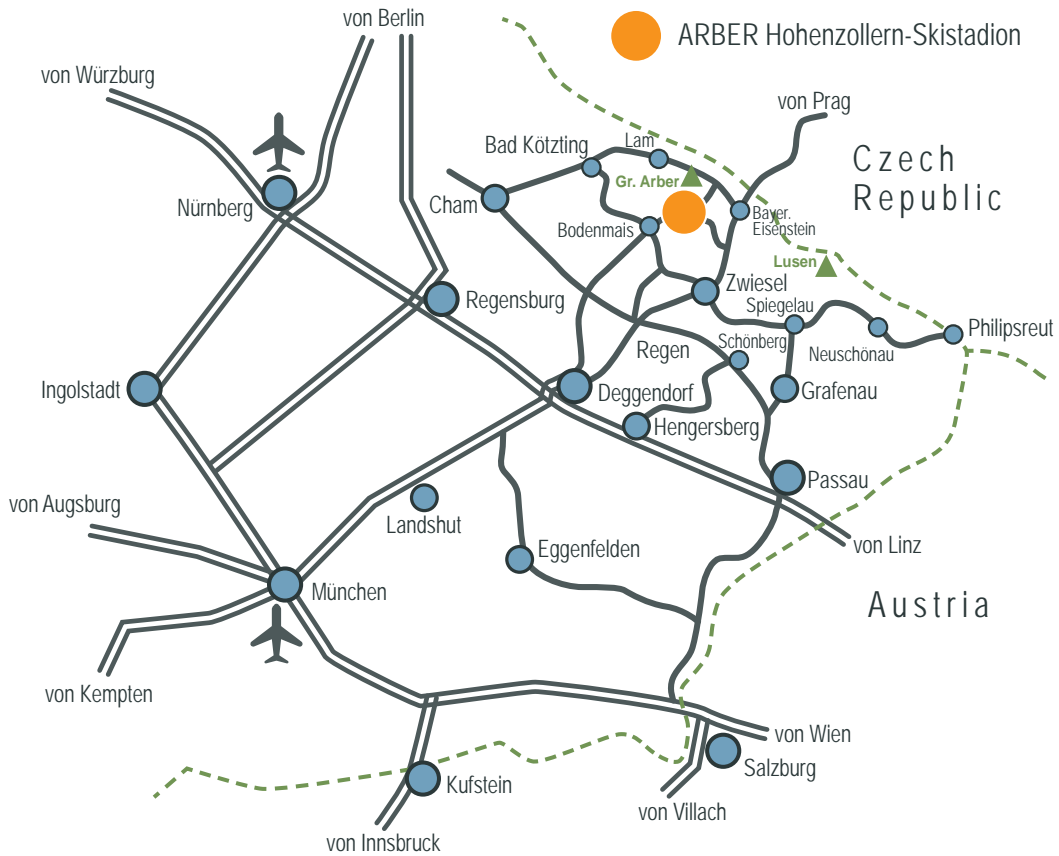 von Berlin
ARBER Hohenzollern-Skistadion
von Würzburg
von Prag
Lam
Bad Kötzting
Czech
Republic
Gr. Arber
Nürnberg
Cham
Bayer.
Eisenstein
Bodenmais
Lusen
Zwiesel
Regensburg
Spiegelau
Philipsreut
Schönberg
Neuschönau
Regen
Ingolstadt
Deggendorf
Grafenau
Hengersberg
Passau
von Augsburg
Landshut
von Linz
Eggenfelden
München
Austria
von Kempten
von Wien
Salzburg
Kufstein
von Villach
von Innsbruck